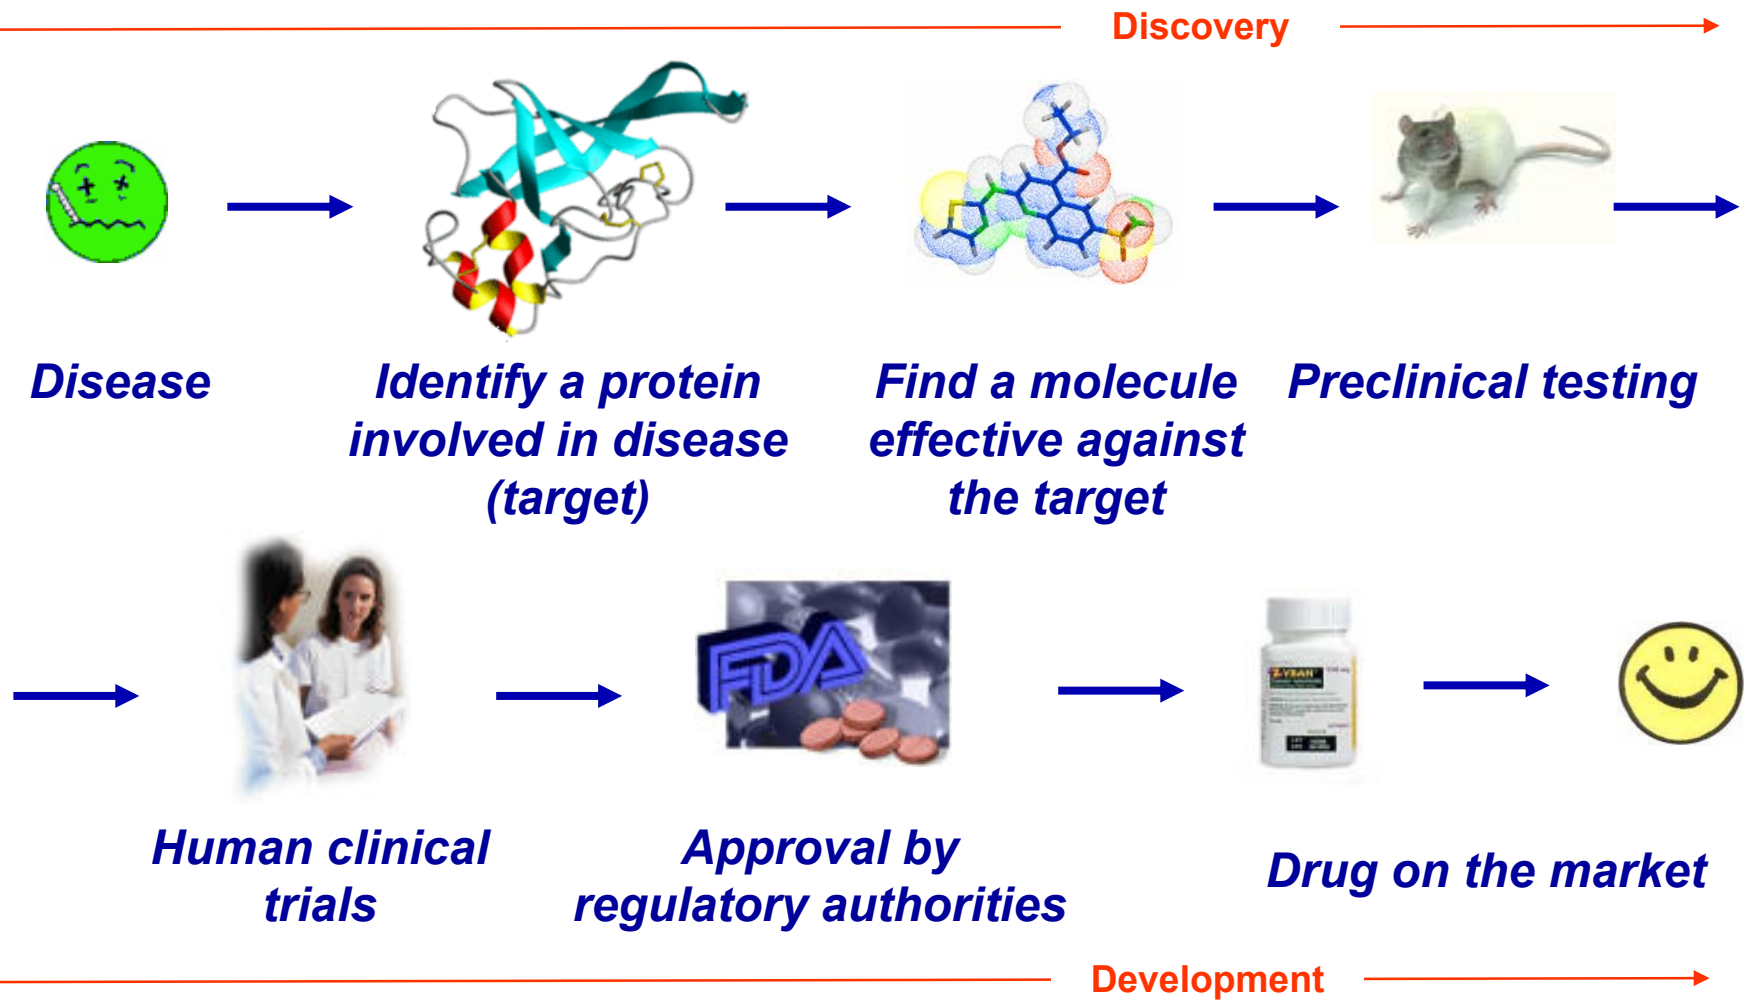 Discovery
Disease
Identify a protein
involved in disease
(target)
Find a molecule
effective against
the target
Preclinical testing
FDA
ZYBAN
Human clinical
trials
Approval by
regulatory authorities
Drug on the market
Development